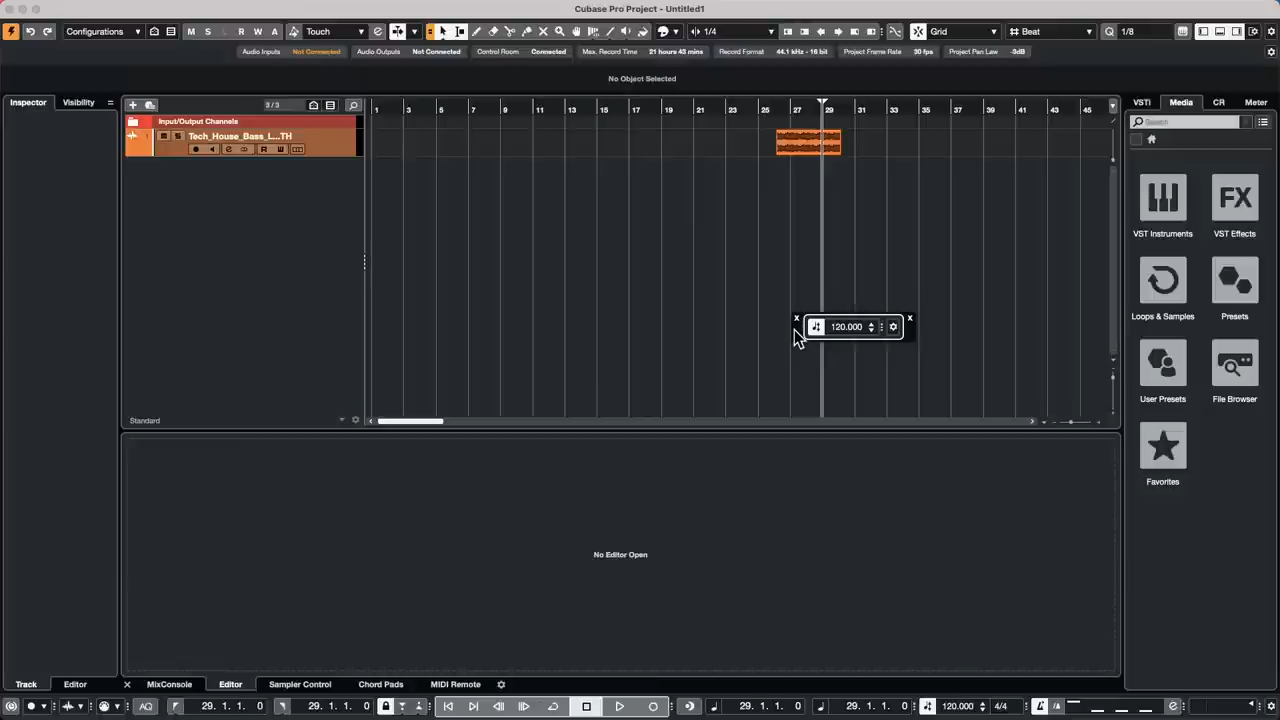 Cubase Pro Project - Untitled1
Configurations
M S L R W A
Touch
1/4
Grid
Beat
Q 1/8
Audio Inputs Not Connected Audio Outputs Not Connected Control Room Connected Max. Record Time 21 hours 43 mins Record Format 44.1 kHz - 16 bit Project Frame Rate 30 fps Project Pan Law -3dB
No Object Selected
Inspector Visibility
3 / 3
1 3 5 7 9 11 13 15 17 19 21 23 25 27 29 31 33 35 37 39 41 43 45
VSTi Media CR Meter
Search
Input/Output Channels
1 Tech_House_Bass_L...TH
R W
VST Instruments FX VST Effects
Loops & Samples Presets
x 120.000 x
User Presets File Browser
Favorites
Standard
No Editor Open
Track Editor
MixConsole Editor Sampler Control Chord Pads MIDI Remote
AQ 29. 1. 1. 0 29. 1. 1. 0 29. 1. 1. 0 29. 1. 1. 0 120.000 4/4